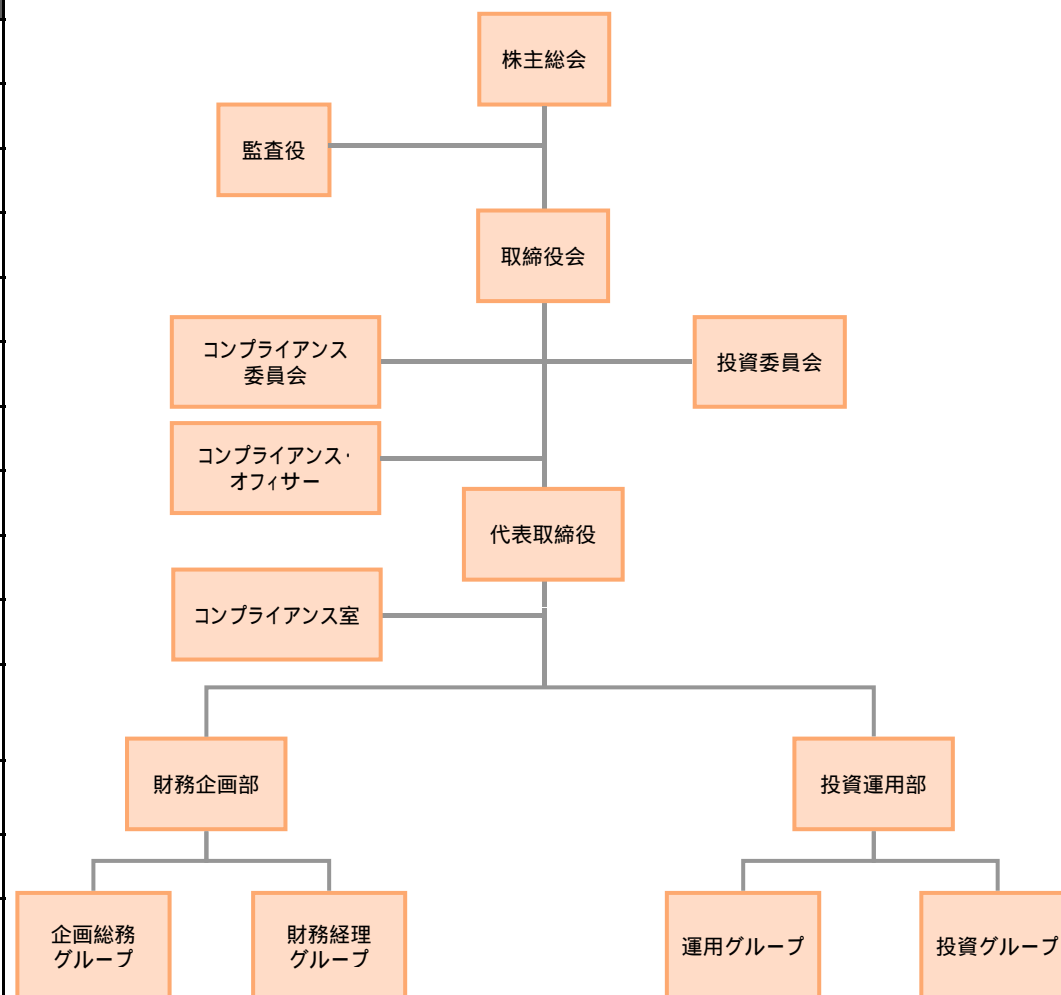 株主総会
監査役
取締役会
コンプライアンス
委員会
投資委員会
コンプライアンス・
オフィサー
代表取締役
コンプライアンス室
財務企画部
投資運用部
企画総務
グループ
財務経理
グループ
運用グループ
投資グループ